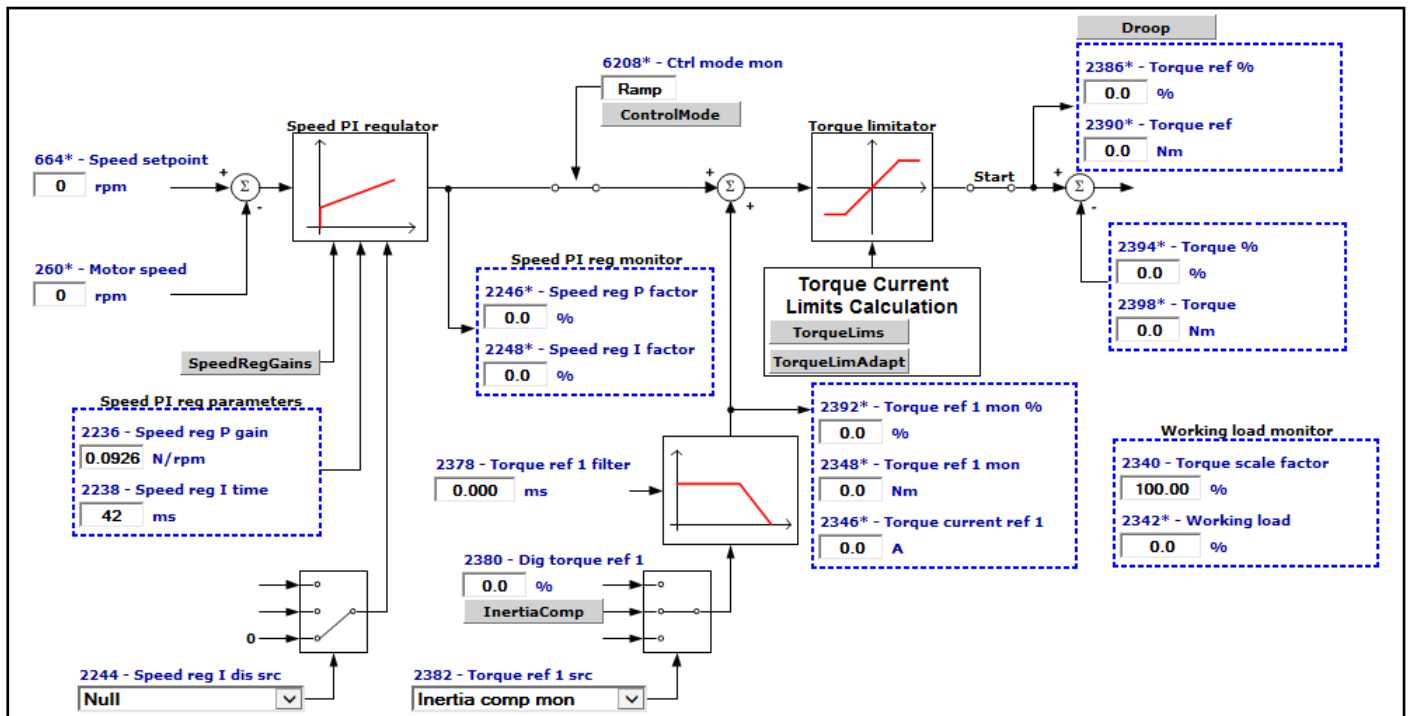 Droop
6208* - Ctrl mode mon
Ramp
ControlMode
2386* - Torque ref %
0.0 %
2390* - Torque ref
0.0 Nm
Speed PI regulator
Torque limitator
664* - Speed setpoint
0 rpm
+
Σ
-
+
Σ
+
Start
+
Σ
-
260* - Motor speed
0 rpm
Speed PI reg monitor
2246* - Speed reg P factor
0.0 %
2248* - Speed reg I factor
0.0 %
Torque Current
Limits Calculation
TorqueLims
TorqueLimAdapt
2394* - Torque %
0.0 %
2398* - Torque
0.0 Nm
SpeedRegGains
Speed PI reg parameters
2236 - Speed reg P gain
0.0926 N/rpm
2238 - Speed reg I time
42 ms
2378 - Torque ref 1 filter
0.000 ms
2392* - Torque ref 1 mon %
0.0 %
2348* - Torque ref 1 mon
0.0 Nm
2346* - Torque current ref 1
0.0 A
Working load monitor
2340 - Torque scale factor
100.00 %
2342* - Working load
0.0 %
2380 - Dig torque ref 1
0.0 %
InertiaComp
0
2244 - Speed reg I dis src
Null
2382 - Torque ref 1 src
Inertia comp mon